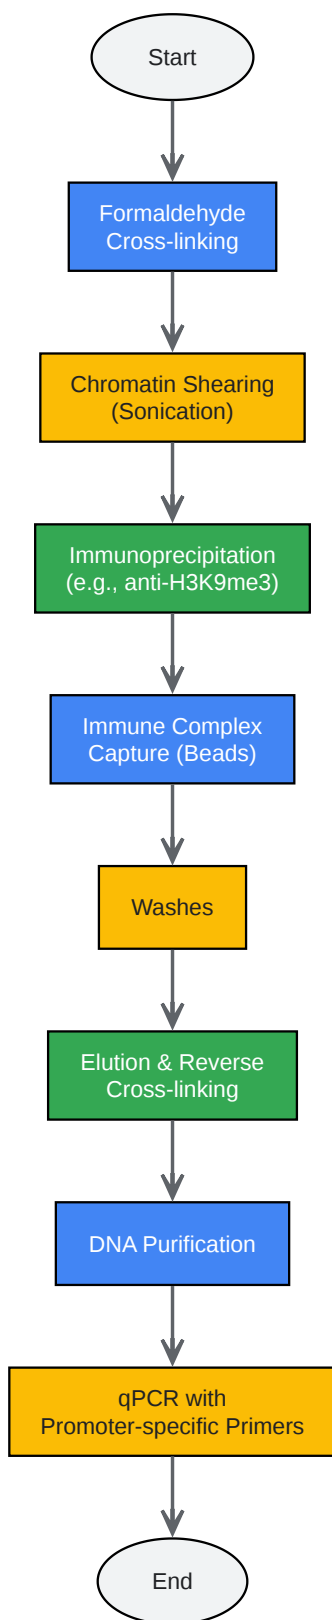 Start
Formaldehyde
Cross-linking
Chromatin Shearing
(Sonication)
Immunoprecipitation
(e.g., anti-H3K9me3)
Immune Complex
Capture (Beads)
Washes
Elution & Reverse
Cross-linking
DNA Purification
qPCR with
Promoter-specific Primers
End